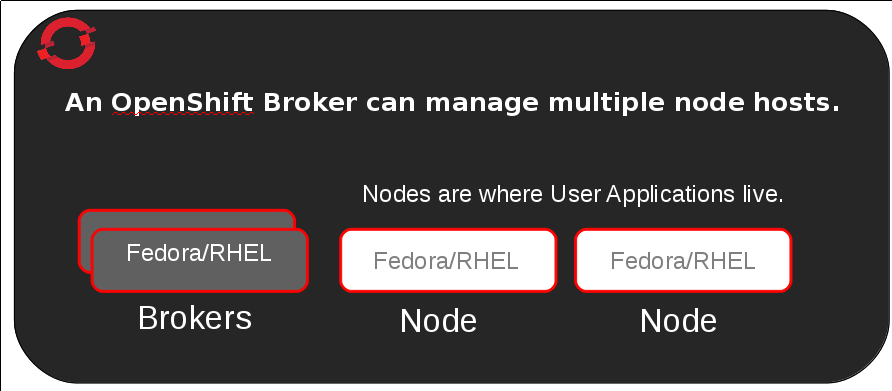 An OpenShift Broker can manage multiple node hosts.
Nodes are where User Applications live.
Fedora/RHEL
Fedora/RHEL
Fedora/RHEL
Brokers
Node
Node